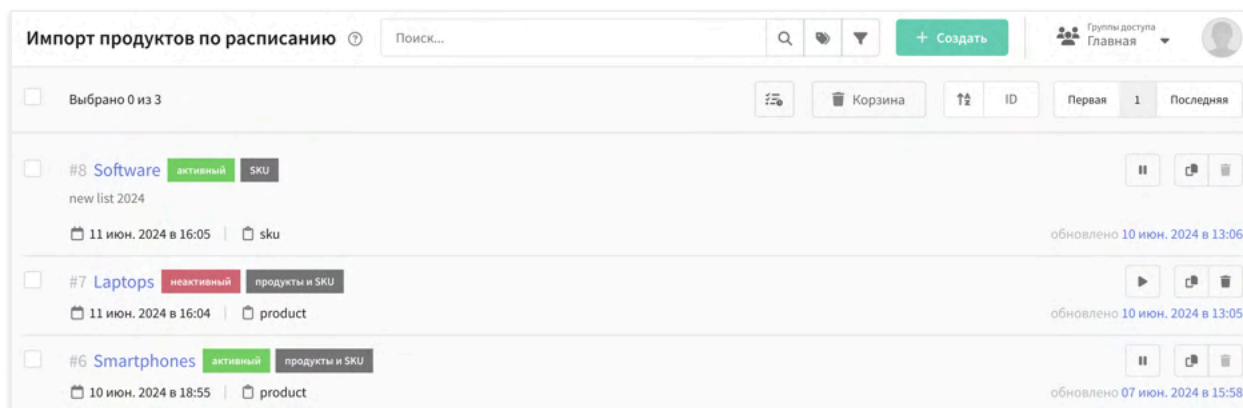 Импорт продуктов по расписанию
Поиск...
+ Создать
Группы доступа
Главная
Выбрано 0 из 3
Корзина
ID
Первая 1 Последняя
#8 Software активный SKU
new list 2024
11 июн. 2024 в 16:05 sku
обновлено 10 июн. 2024 в 13:06
#7 Laptops неактивный продукты и SKU
11 июн. 2024 в 16:04 product
обновлено 10 июн. 2024 в 13:05
#6 Smartphones активный продукты и SKU
10 июн. 2024 в 18:55 product
обновлено 07 июн. 2024 в 15:58